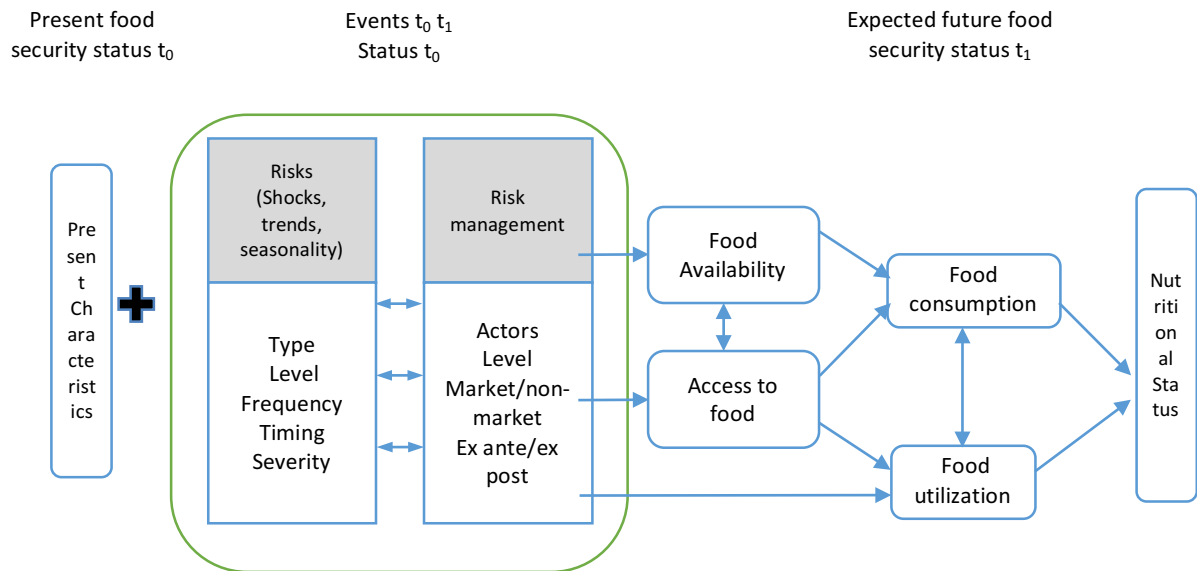 Present food
security status t₀
Events t₀ t₁
Status t₀
Expected future food
security status t₁
Pre
sen
t
Ch
ara
cte
rist
ics
Risks
(Shocks,
trends,
seasonality)
Type
Level
Frequency
Timing
Severity
Risk
management
Actors
Level
Market/non-
market
Ex ante/ex
post
Food
Availability
Access to
food
Food
consumption
Food
utilization
Nut
riti
on
al
Sta
tus